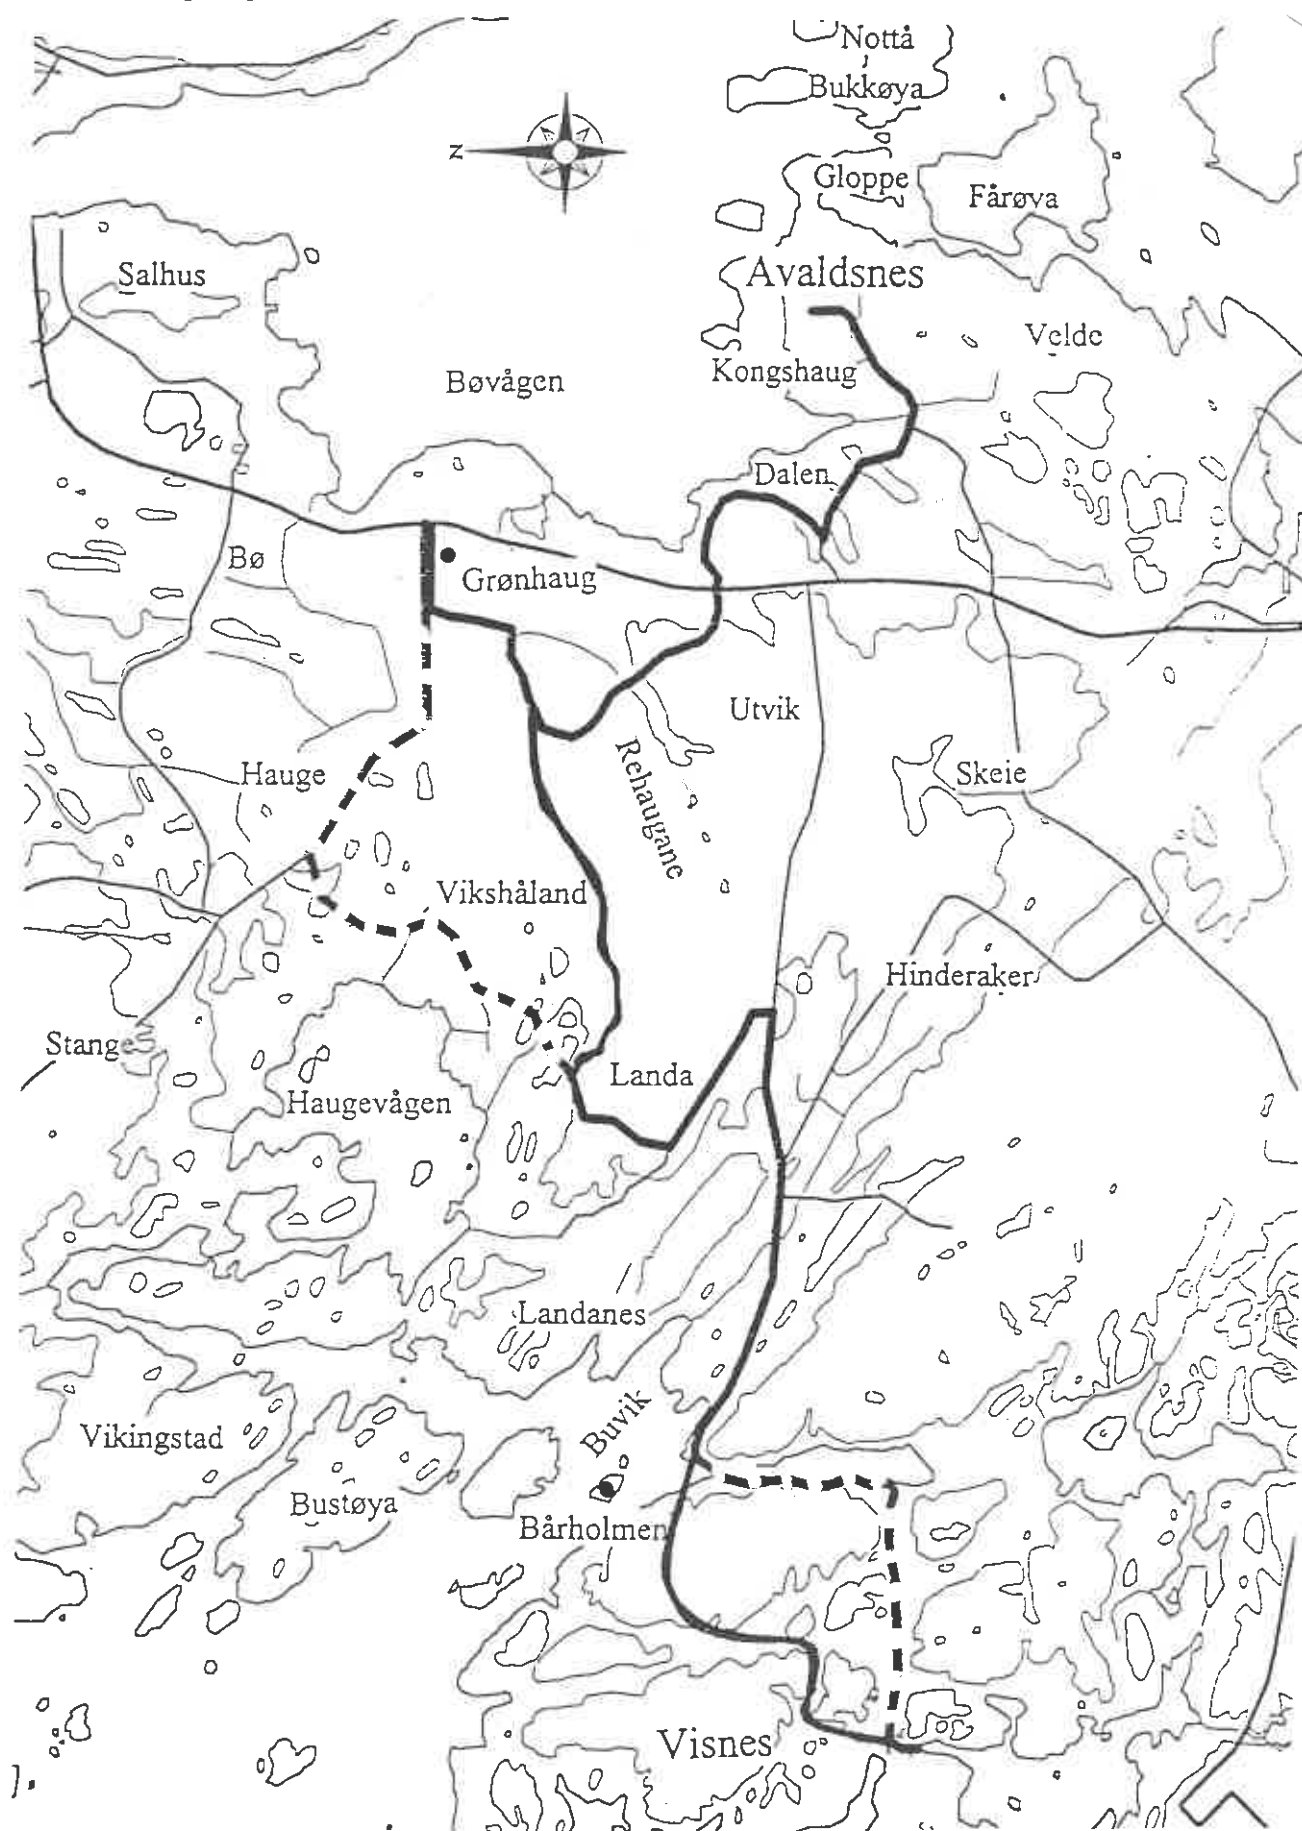 Nottå
Bukkøya
Z
Gloppe
Fårøya
Salhus
Avaldsnes
Velde
Kongshaug
Bøvågen
Dalen
Bø
Grønhaug
Utvik
Rehaugane
Hauge
Skeie
Vikshåland
Hinderaker
Stange
Landa
Haugevågen
Landanes
Buvik
Vikingstad
Bustøya
Bårholmen
Visnes